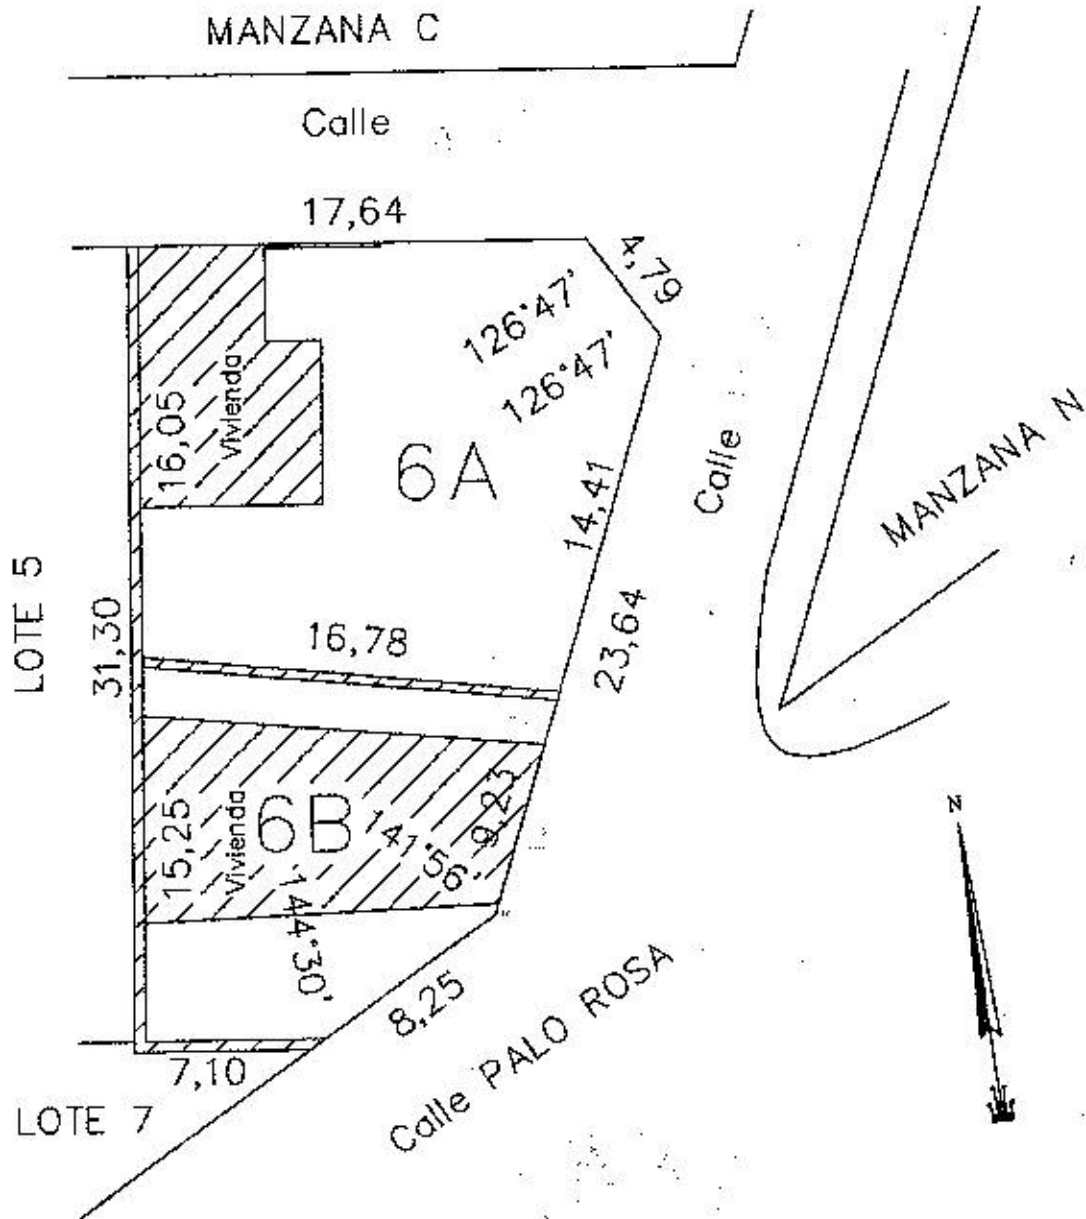 MANZANA C
Calle
17,64
4,79
126°47'
126°47'
Vivienda
16,05
6A
14,41
Calle
MANZANA N
LOTE 5
31,30
16,78
23,64
15,25
Vivienda
6B
141°56'
9,23
144°30'
N
8,25
7,10
Calle PALO ROSA
LOTE 7